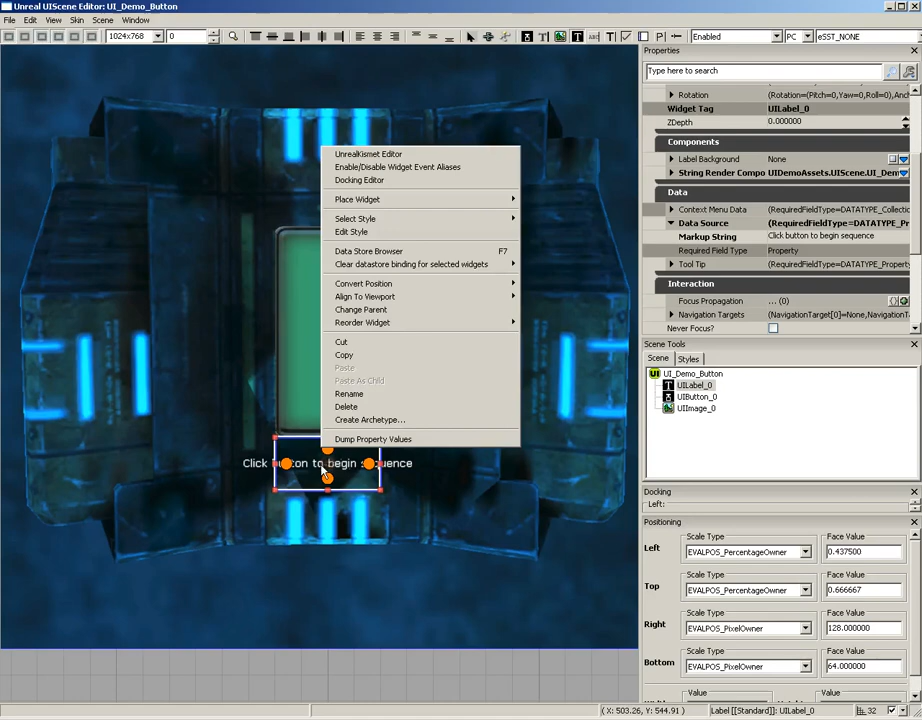 Unreal UIScene Editor: UI_Demo_Button
File Edit View Skin Scene Window
1024x768 0 Enabled PC eSST_NONE
Properties
Type here to search
Rotation (Rotation=(Pitch=0,Yaw=0,Roll=0),Anc
Widget Tag UILabel_0
ZDepth 0.000000
Components
Label Background None
String Render Compo UIDemoAssets.UIScene.UI_Dem
Data
Context Menu Data (RequiredFieldType=DATATYPE_Collectio
Data Source (RequiredFieldType=DATATYPE_Pr
Markup String Click button to begin sequence
Required Field Type Property
Tool Tip (RequiredFieldType=DATATYPE_Property
Interaction
Focus Propagation ... (0)
Navigation Targets (NavigationTarget[0]=None,NavigationTa
Never Focus?
UnrealKismet Editor
Enable/Disable Widget Event Aliases
Docking Editor
Place Widget
Select Style
Edit Style
Data Store Browser F7
Clear datastore binding for selected widgets
Convert Position
Align To Viewport
Change Parent
Reorder Widget
Cut
Copy
Paste
Paste As Child
Rename
Delete
Create Archetype...
Dump Property Values
Click button to begin sequence
Scene Tools
Scene Styles
UI_Demo_Button
UILabel_0
UIButton_0
UIImage_0
Docking
Left:
Positioning
Scale Type Face Value
Left EVALPOS_PercentageOwner 0.437500
Scale Type Face Value
Top EVALPOS_PercentageOwner 0.666667
Scale Type Face Value
Right EVALPOS_PixelOwner 128.000000
Scale Type Face Value
Bottom EVALPOS_PixelOwner 64.000000
Value Value
(X: 503.26, Y: 544.91) Label [[Standard]]: UILabel_0 32